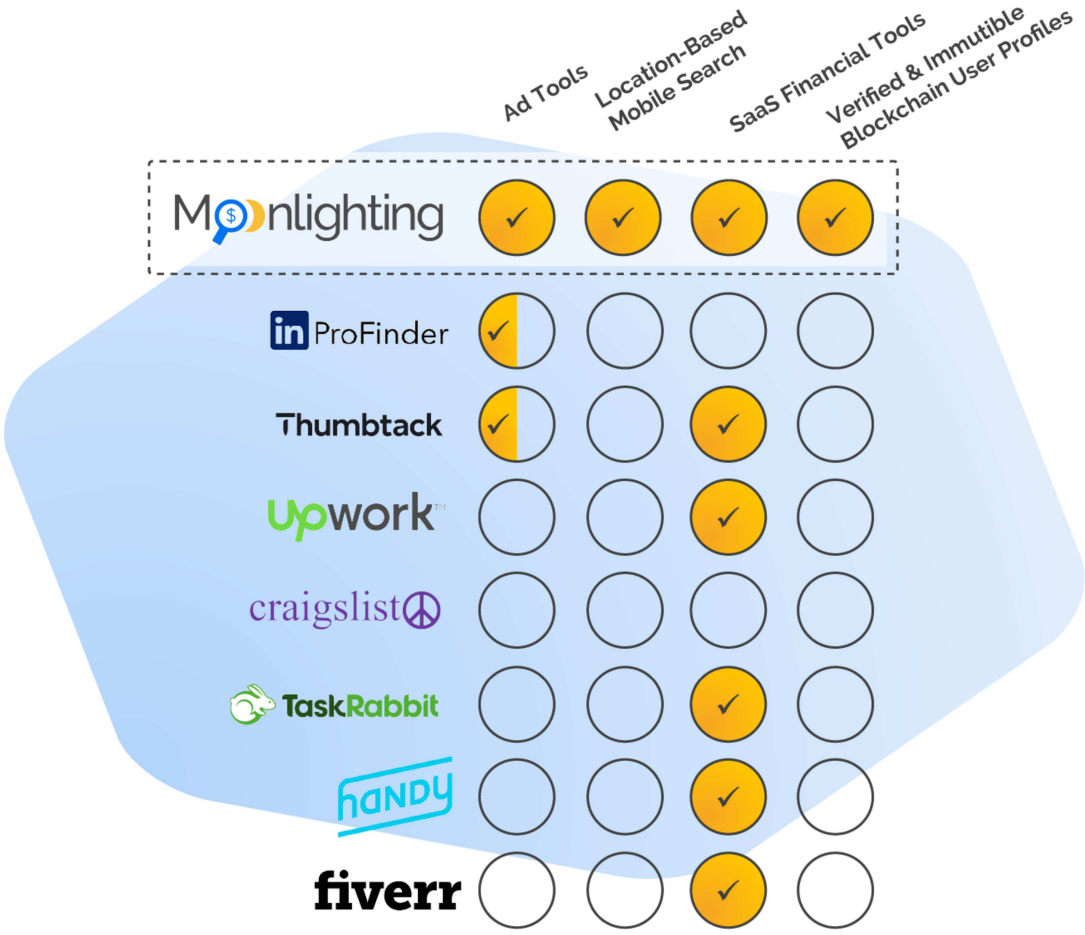 Ad Tools
Location-Based
Mobile Search
SaaS Financial Tools
Verified & Immutible
Blockchain User Profiles
Moonlighting
in ProFinder
Thumbtack
upwork™
craigslist
TaskRabbit
HANDY
fiverr